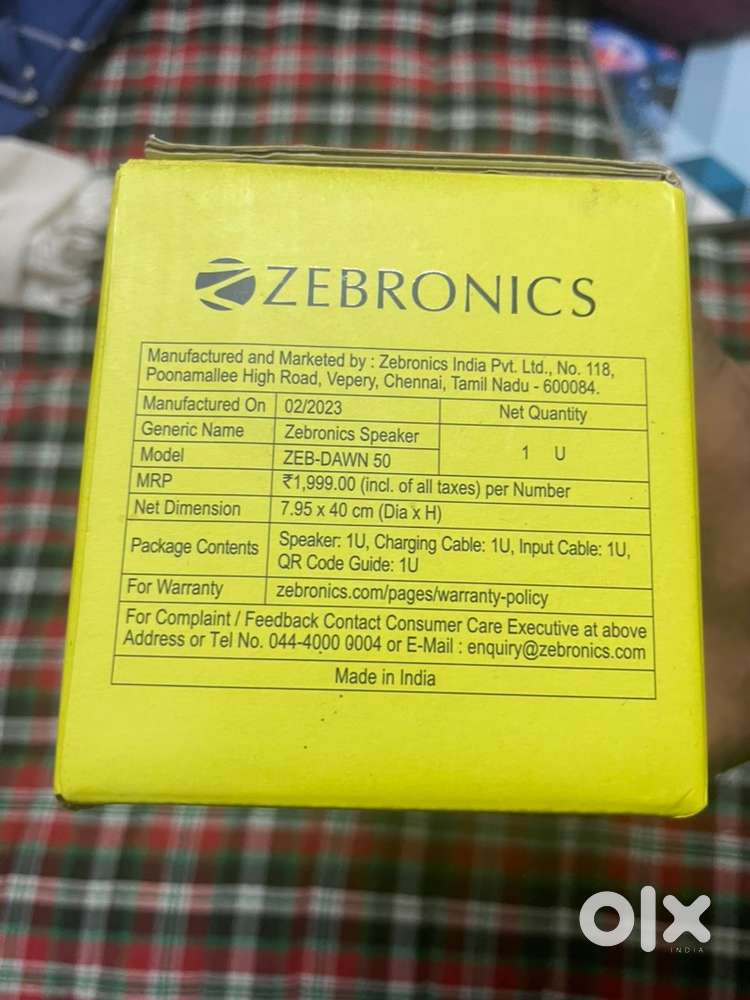 ZEBRONICS
Manufactured and Marketed by : Zebronics India Pvt. Ltd., No. 118,
Poonamallee High Road, Vepery, Chennai, Tamil Nadu - 600084.
Manufactured On 02/2023 Net Quantity
Generic Name Zebronics Speaker 1 U
Model ZEB-DAWN 50
MRP ₹1,999.00 (incl. of all taxes) per Number
Net Dimension 7.95 x 40 cm (Dia x H)
Package Contents Speaker: 1U, Charging Cable: 1U, Input Cable: 1U,
QR Code Guide: 1U
For Warranty zebronics.com/pages/warranty-policy
For Complaint / Feedback Contact Consumer Care Executive at above
Address or Tel No. 044-4000 0004 or E-Mail : enquiry@zebronics.com
Made in India
olx
INDIA